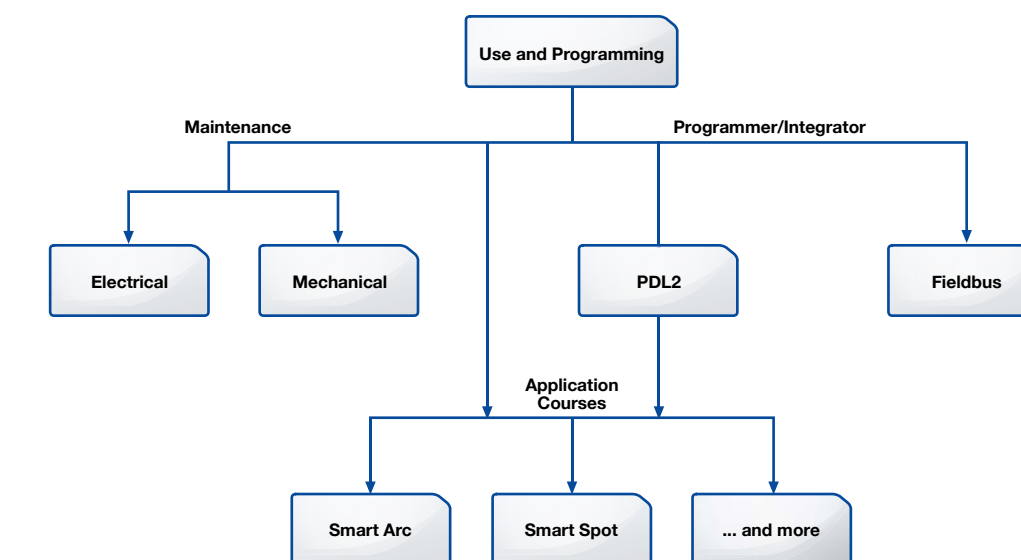 Use and Programming
Maintenance
Programmer/Integrator
Electrical
Mechanical
PDL2
Fieldbus
Application
Courses
Smart Arc
Smart Spot
... and more